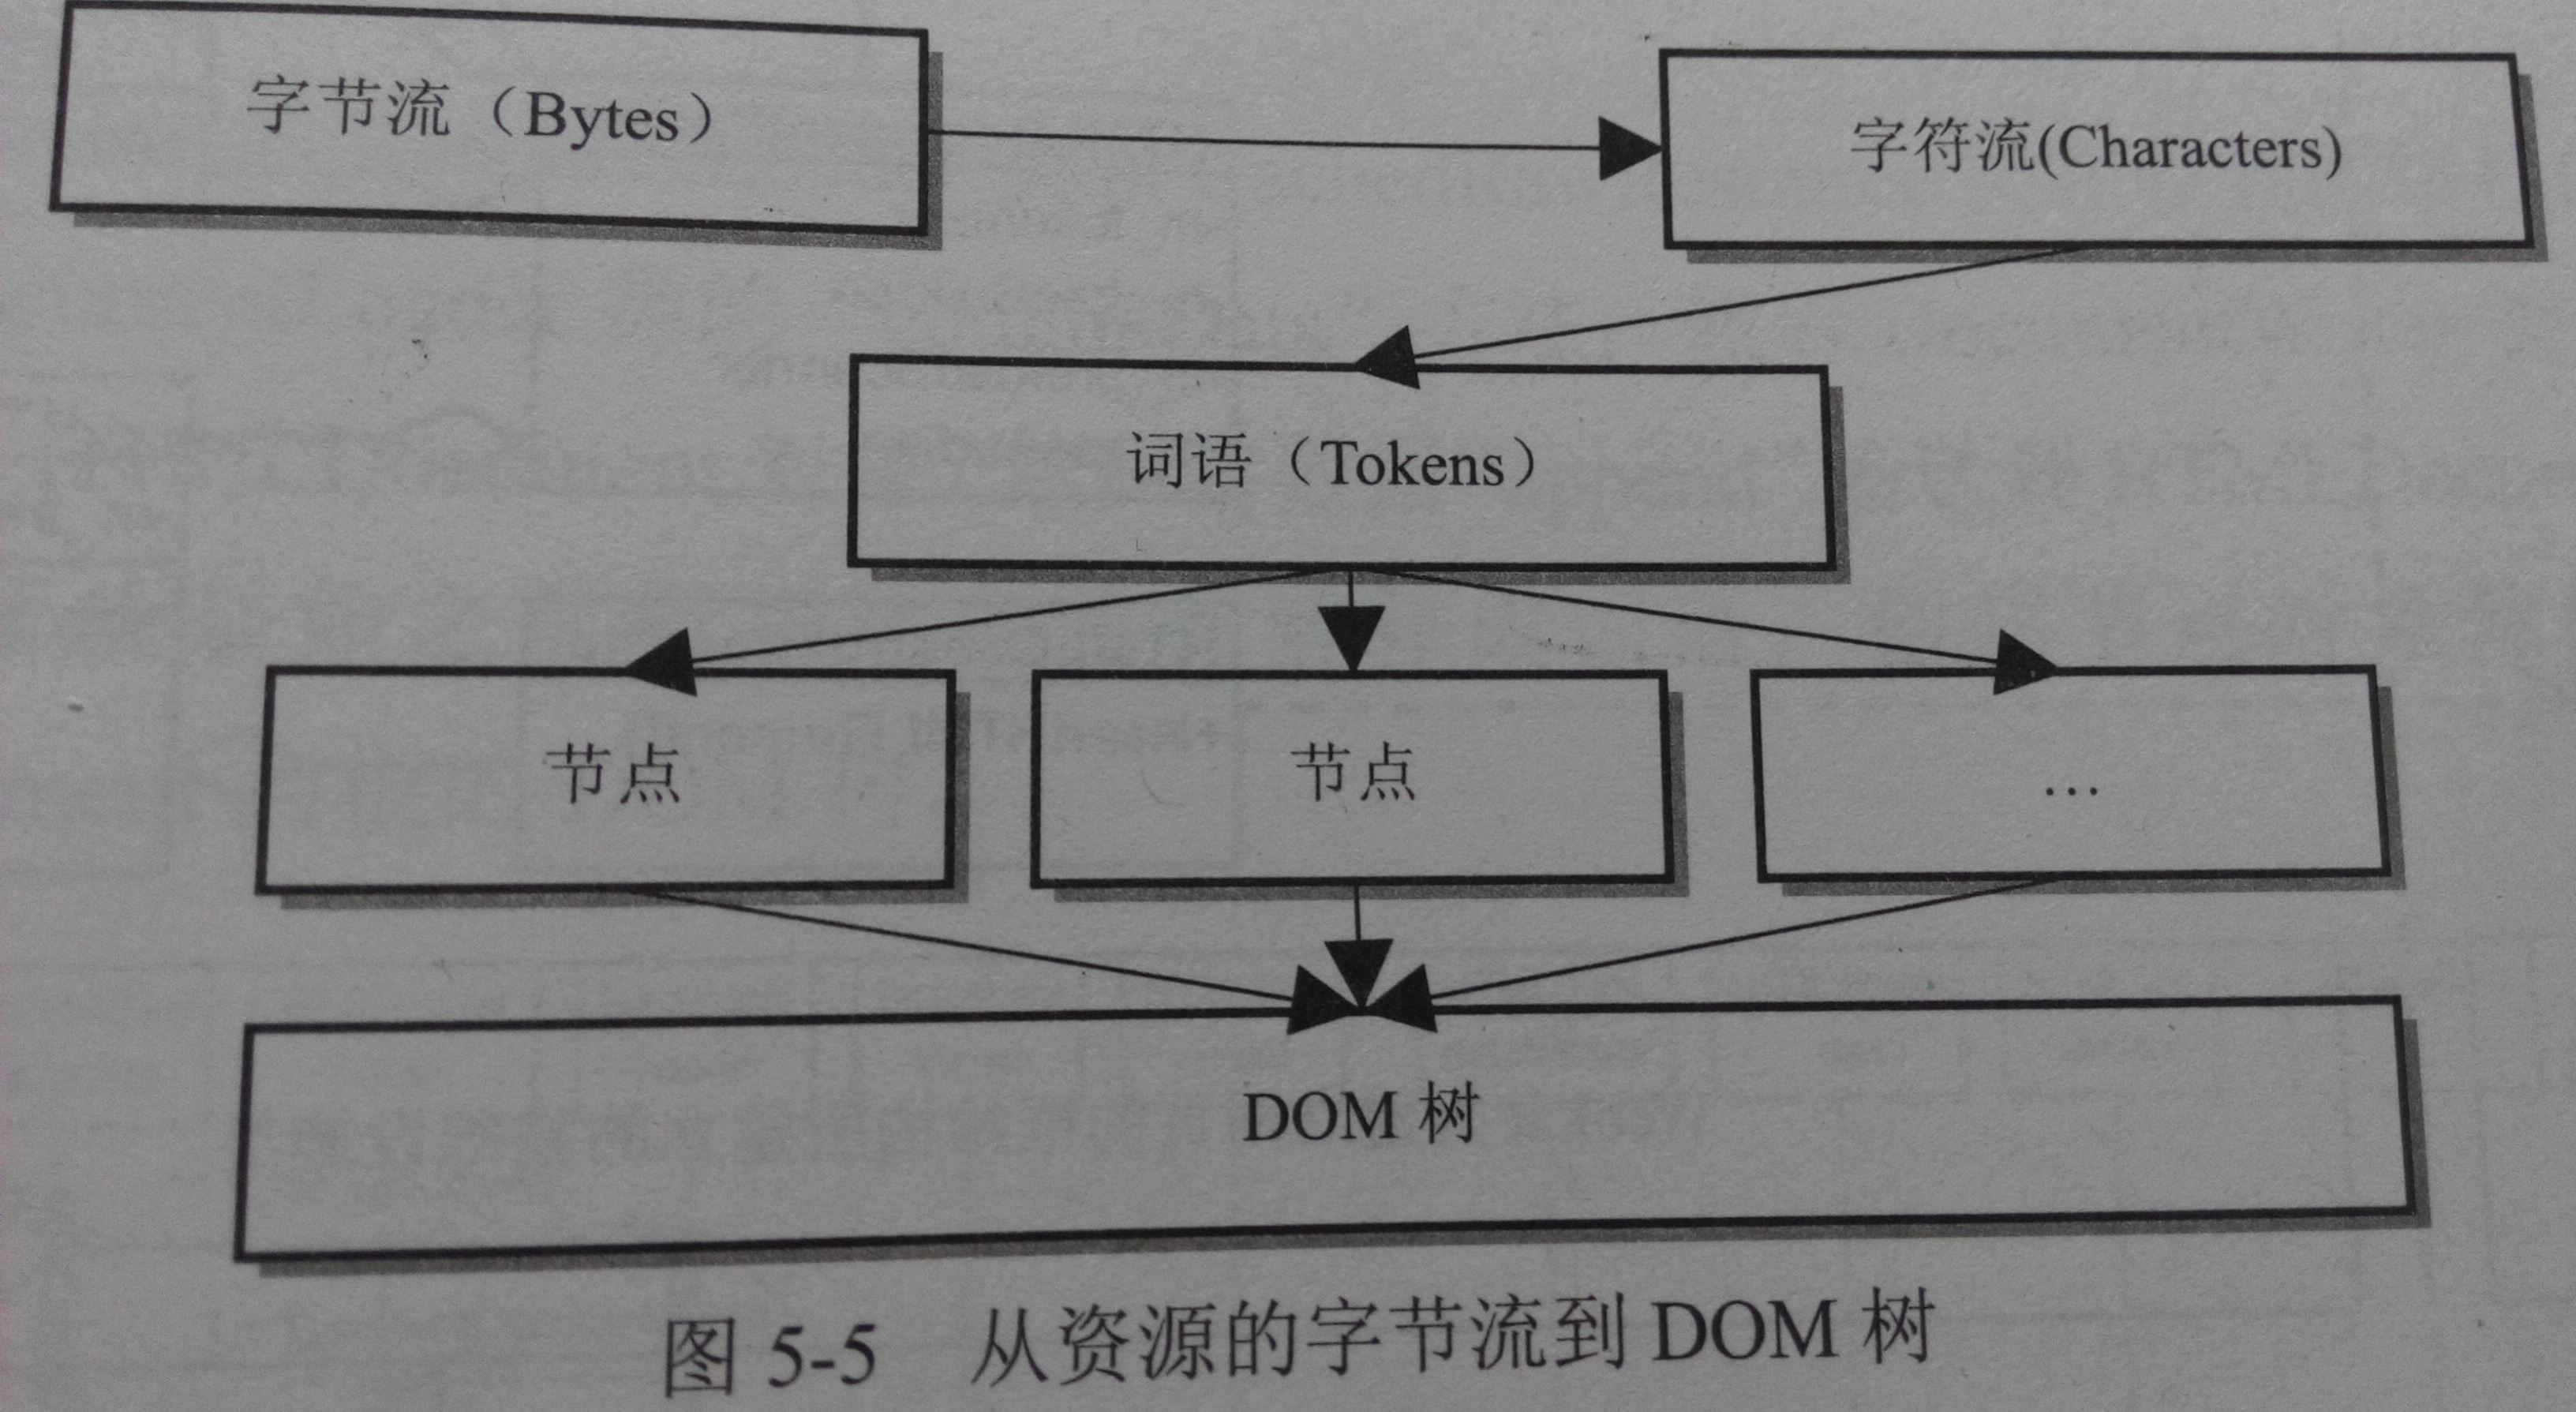 字节流（Bytes）
字符流(Characters)
词语（Tokens）
节点
节点
…
DOM 树
图 5-5 从资源的字节流到 DOM 树